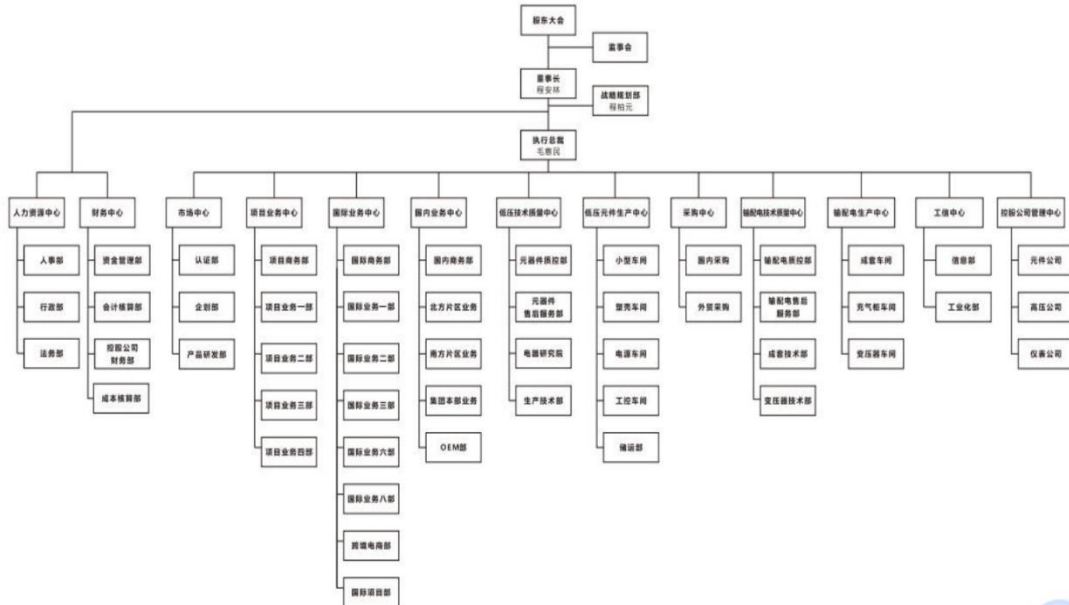 股东大会
监事会
董事长
程安林
战略规划部
程柏元
执行总裁
毛惠民
人力资源中心
财务中心
市场中心
项目业务中心
国际业务中心
国内业务中心
低压技术质量中心
低压元件生产中心
采购中心
输配电技术质量中心
输配电生产中心
工信中心
控股公司管理中心
人事部
资金管理部
认证部
项目商务部
国际商务部
国内商务部
元器件质控部
小型车间
国内采购
输配电质控部
成套车间
信息部
元件公司
行政部
会计核算部
企划部
项目业务一部
国际业务一部
北方片区业务
元器件
售后服务部
塑壳车间
外贸采购
输配电售后
服务部
充气柜车间
工业化部
高压公司
法务部
控股公司
财务部
产品研发部
项目业务二部
国际业务二部
南方片区业务
电器研究院
电源车间
成套技术部
变压器车间
仪表公司
成本核算部
项目业务三部
国际业务三部
集团本部业务
生产技术部
工控车间
变压器技术部
项目业务四部
国际业务六部
OEM部
储运部
国际业务八部
跨境电商部
国际项目部